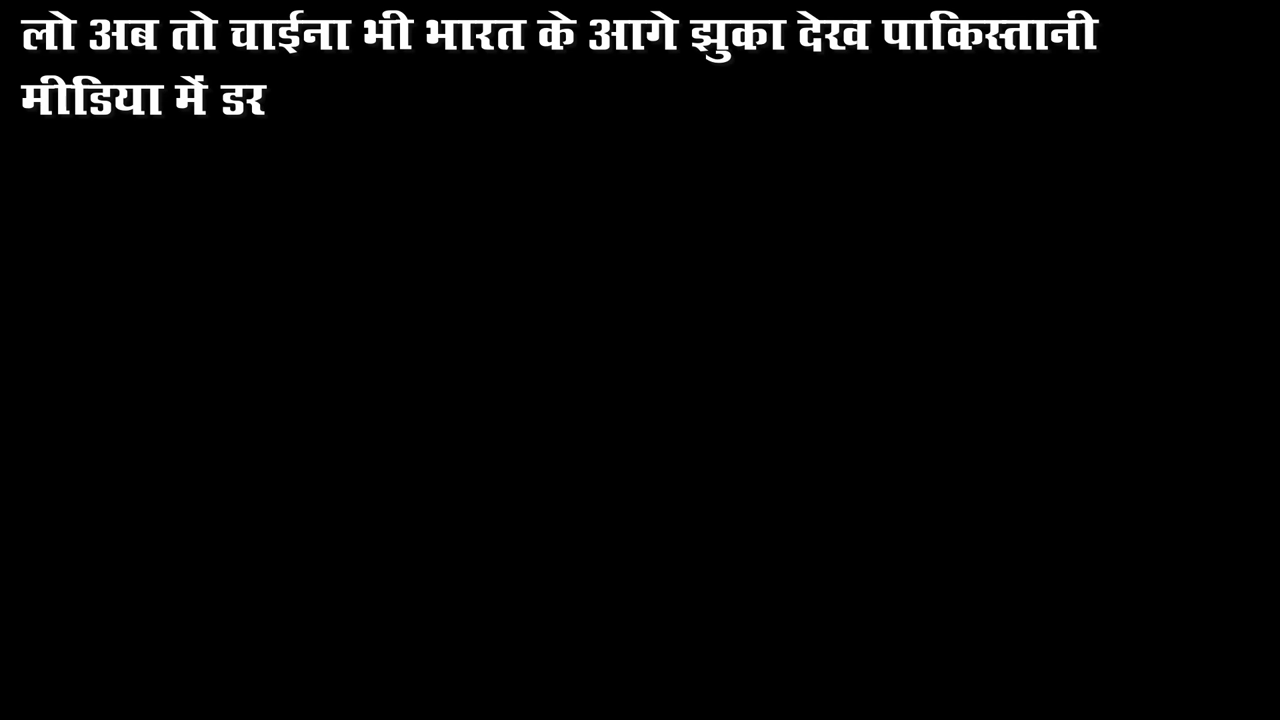 लो अब तो चाईना भी भारत के आगे झुका देख पाकिस्तानी
मीडिया में डर